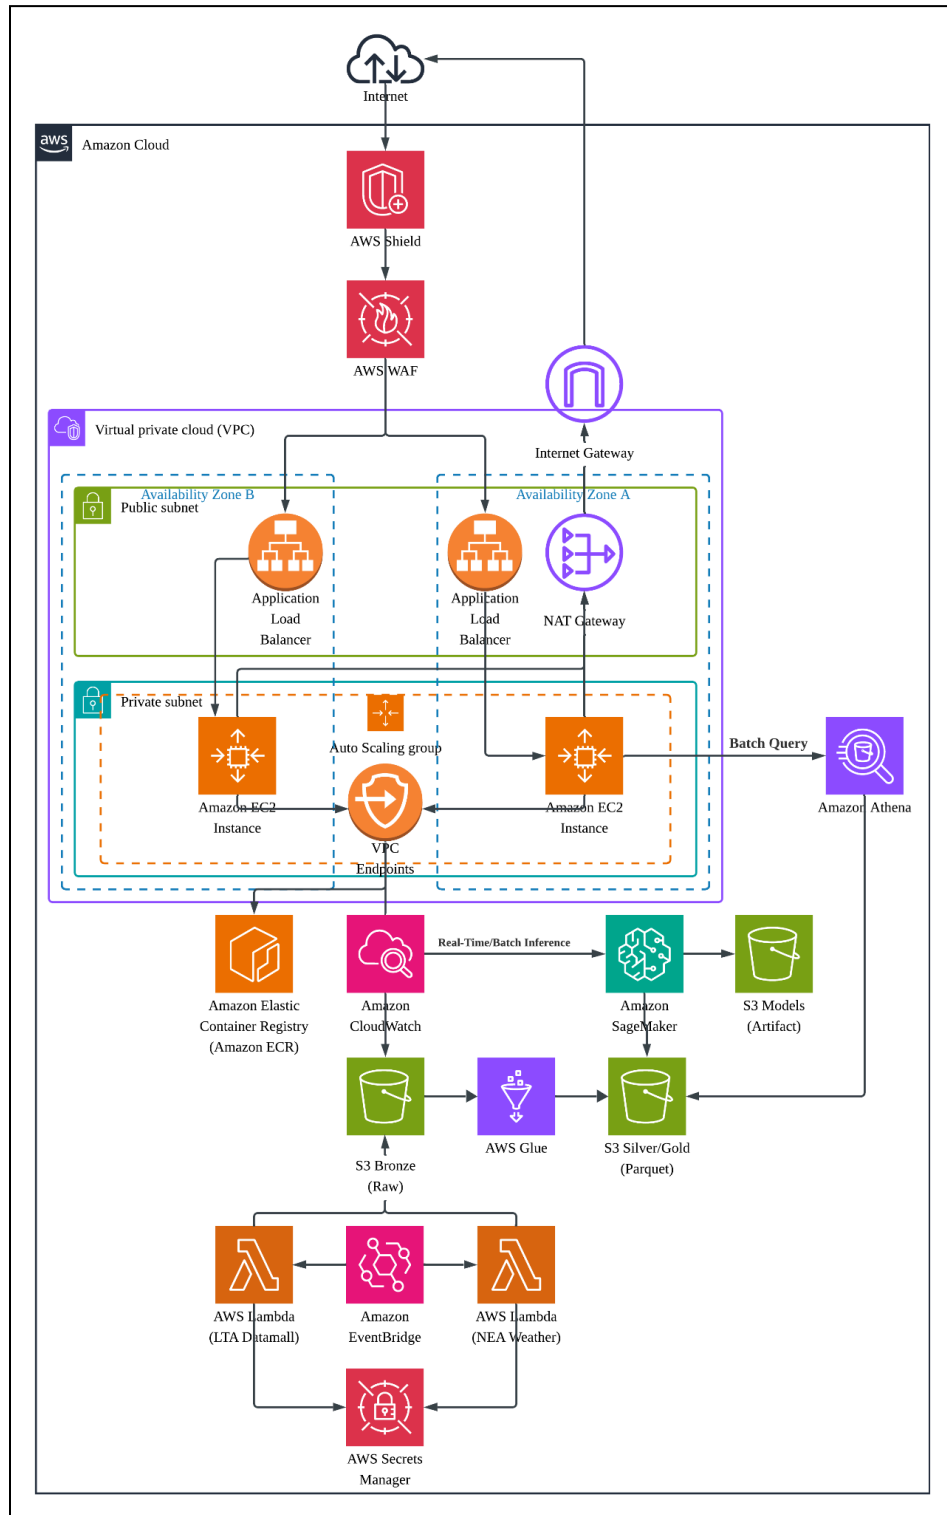 Internet
aws
Amazon Cloud
AWS Shield
AWS WAF
Virtual private cloud (VPC)
Internet Gateway
Availability Zone B
Availability Zone A
Public subnet
Application
Load
Balancer
Application
Load
Balancer
NAT Gateway
Private subnet
Auto Scaling group
Batch Query
Amazon EC2
Instance
Amazon EC2
Instance
Amazon Athena
VPC
Endpoints
Real-Time/Batch Inference
Amazon Elastic
Container Registry
(Amazon ECR)
Amazon
CloudWatch
Amazon
SageMaker
S3 Models
(Artifact)
S3 Bronze
(Raw)
AWS Glue
S3 Silver/Gold
(Parquet)
AWS Lambda
(LTA Datamall)
Amazon
EventBridge
AWS Lambda
(NEA Weather)
AWS Secrets
Manager